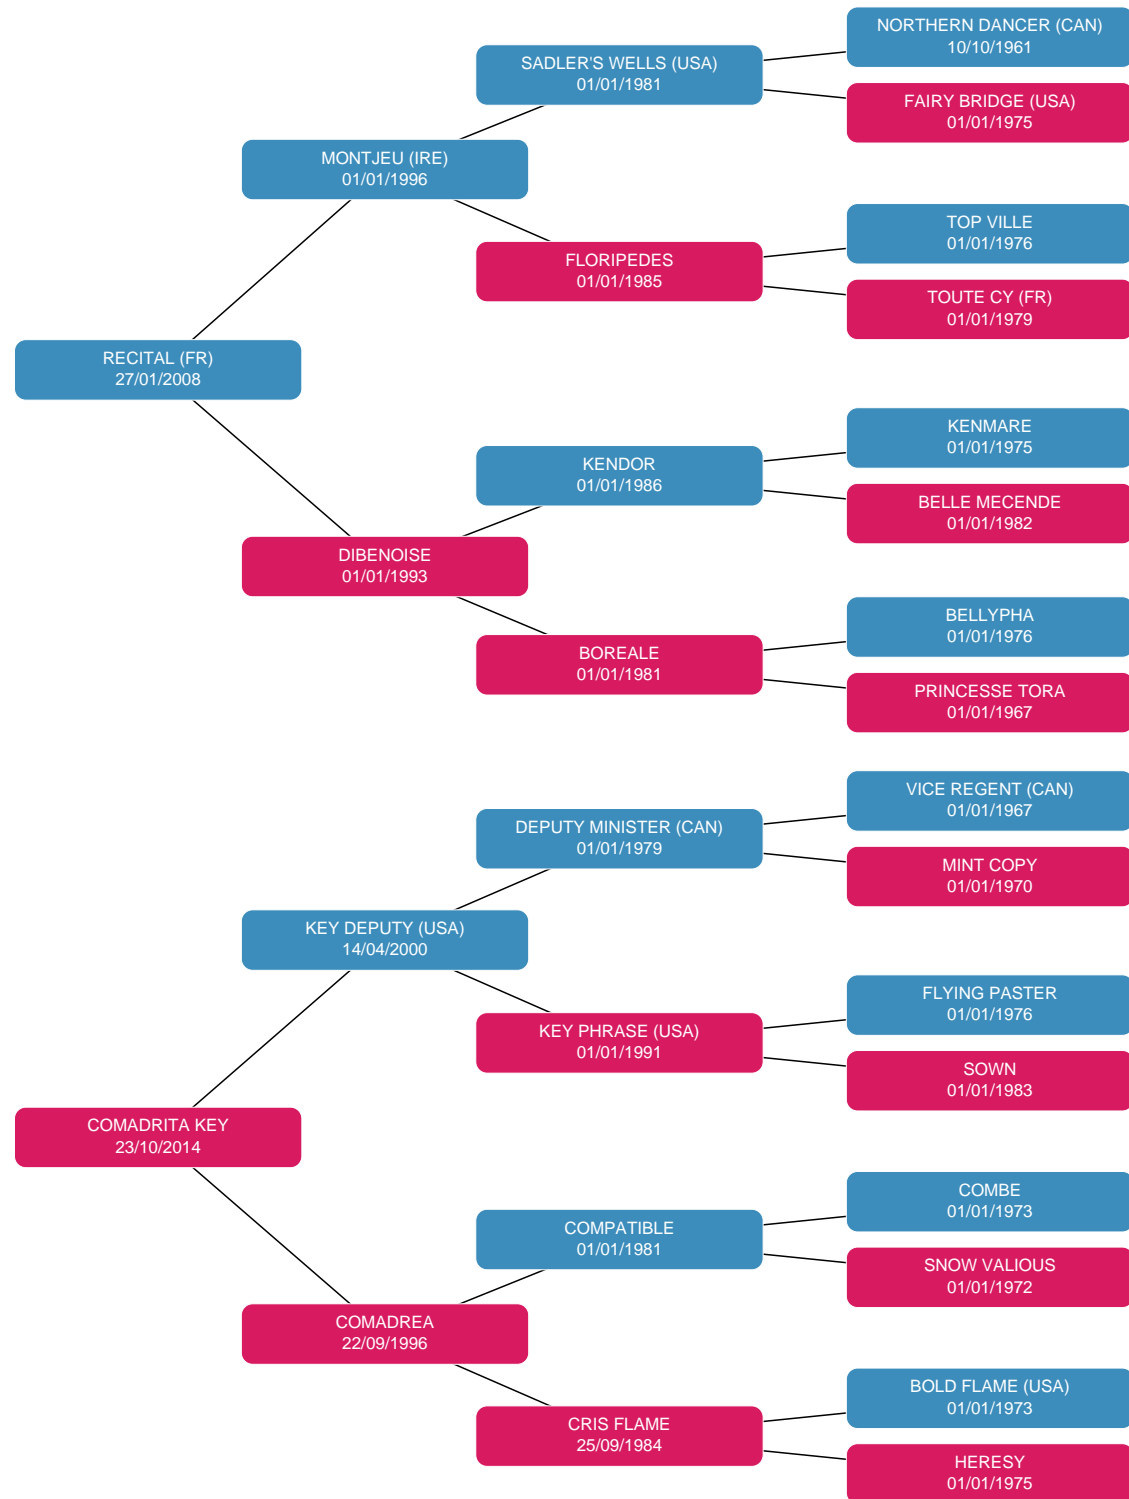 NORTHERN DANCER (CAN)
10/10/1961
SADLER'S WELLS (USA)
01/01/1981
FAIRY BRIDGE (USA)
01/01/1975
MONTJEU (IRE)
01/01/1996
TOP VILLE
01/01/1976
FLORIPEDES
01/01/1985
TOUTE CY (FR)
01/01/1979
RECITAL (FR)
27/01/2008
KENMARE
01/01/1975
KENDOR
01/01/1986
BELLE MECENDE
01/01/1982
DIBENOISE
01/01/1993
BELLYPHA
01/01/1976
BOREALE
01/01/1981
PRINCESSE TORA
01/01/1967
VICE REGENT (CAN)
01/01/1967
DEPUTY MINISTER (CAN)
01/01/1979
MINT COPY
01/01/1970
KEY DEPUTY (USA)
14/04/2000
FLYING PASTER
01/01/1976
KEY PHRASE (USA)
01/01/1991
SOWN
01/01/1983
COMADRITA KEY
23/10/2014
COMBE
01/01/1973
COMPATIBLE
01/01/1981
SNOW VALIOUS
01/01/1972
COMADREA
22/09/1996
BOLD FLAME (USA)
01/01/1973
CRIS FLAME
25/09/1984
HERESY
01/01/1975